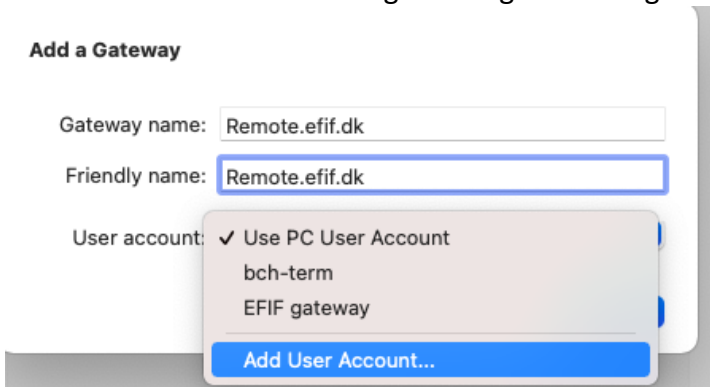 Add a Gateway
Gateway name: Remote.efif.dk
Friendly name: Remote.efif.dk
User account: ✓ Use PC User Account
bch-term
EFIF gateway
Add User Account...